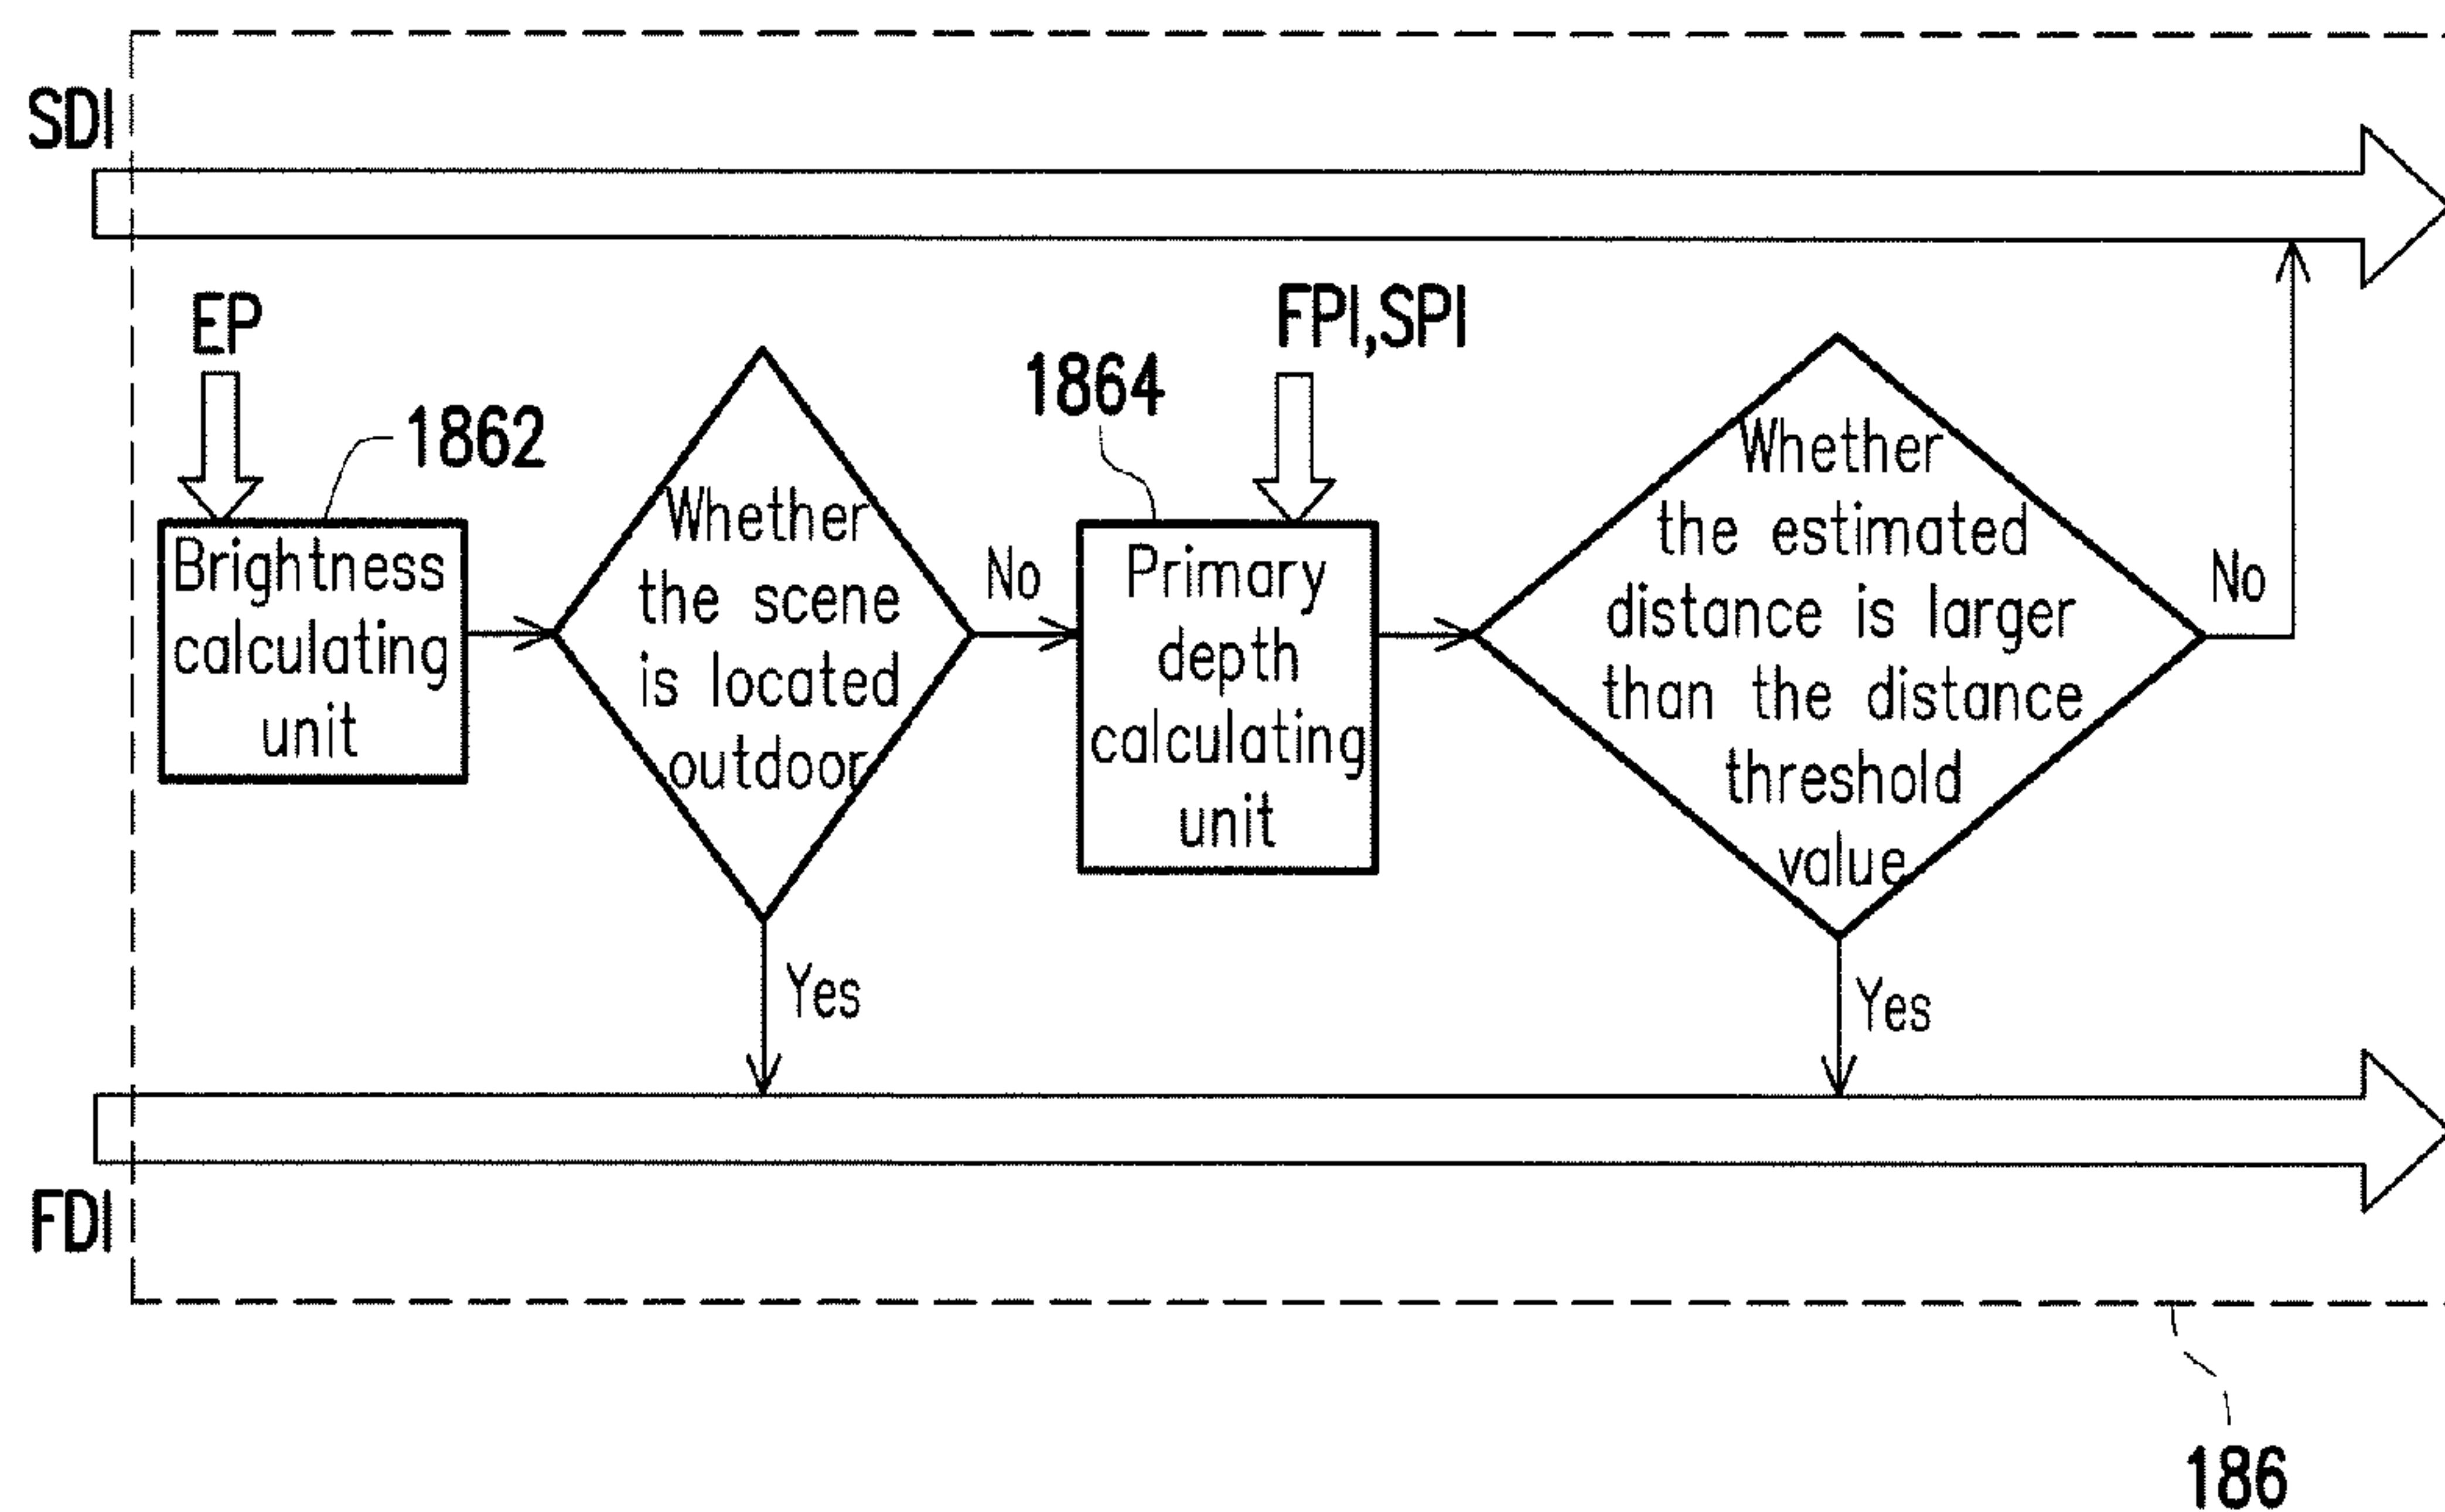 SDI
EP
1862
Brightness
calculating
unit
Whether
the scene
is located
outdoor
No
Yes
1864
FPI,SPI
Primary
depth
calculating
unit
Whether
the estimated
distance is larger
than the distance
threshold
value
No
Yes
FDI
186